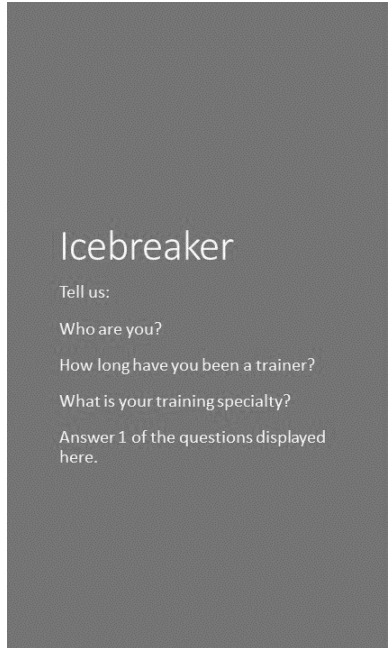 Icebreaker
Tell us:
Who are you?
How long have you been a trainer?
What is your training specialty?
Answer 1 of the questions displayed
here.